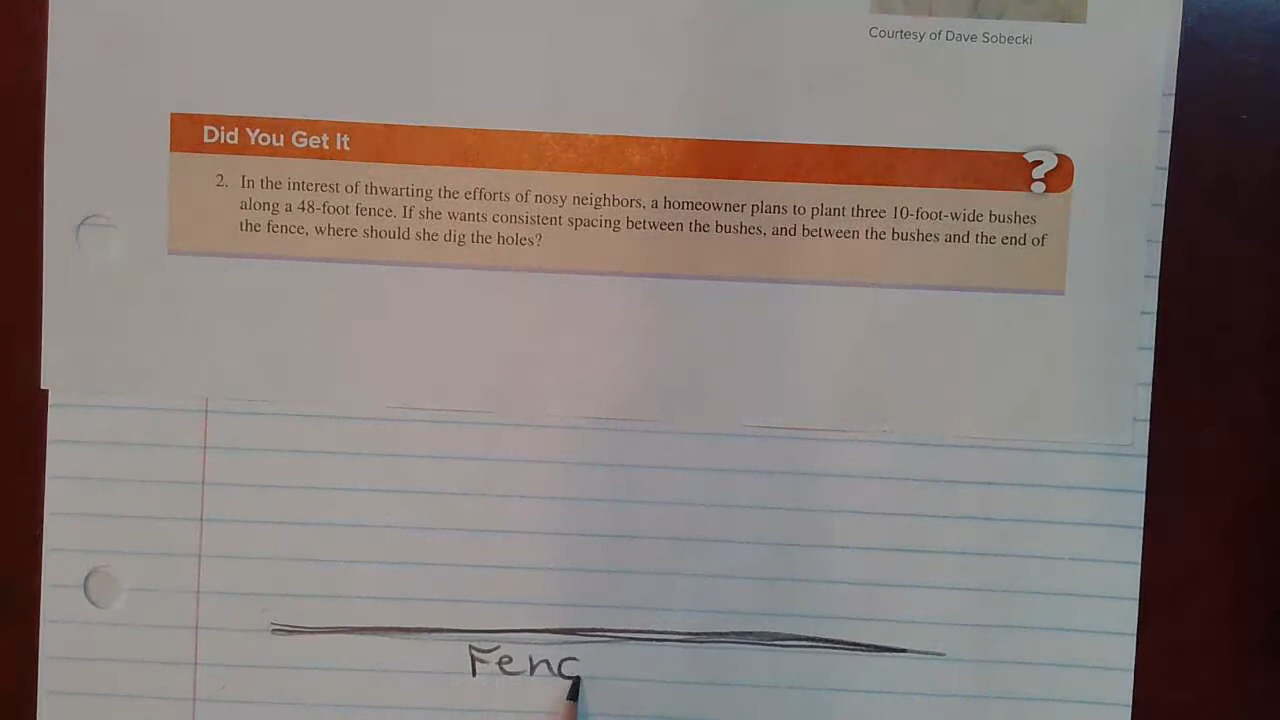 Courtesy of Dave Sobecki
Did You Get It
?
2. In the interest of thwarting the efforts of nosy neighbors, a homeowner plans to plant three 10-foot-wide bushes
along a 48-foot fence. If she wants consistent spacing between the bushes, and between the bushes and the end of
the fence, where should she dig the holes?
Fenc